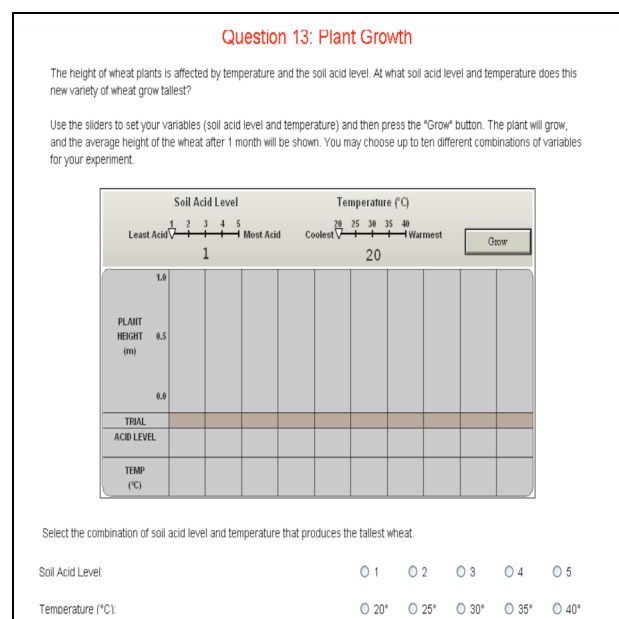 Question 13: Plant Growth
The height of wheat plants is affected by temperature and the soil acid level. At what soil acid level and temperature does this
new variety of wheat grow tallest?
Use the sliders to set your variables (soil acid level and temperature) and then press the "Grow" button. The plant will grow,
and the average height of the wheat after 1 month will be shown. You may choose up to ten different combinations of variables
for your experiment.
Soil Acid Level Temperature (°C)
1 2 3 4 5 20 25 30 35 40
Least Acid Most Acid Coolest Warmest Grow
1 20
1.0
PLANT
HEIGHT 0.5
(m)
0.0
TRIAL
ACID LEVEL
TEMP
(°C)
Select the combination of soil acid level and temperature that produces the tallest wheat.
Soil Acid Level: 1 2 3 4 5
Temperature (°C): 20° 25° 30° 35° 40°